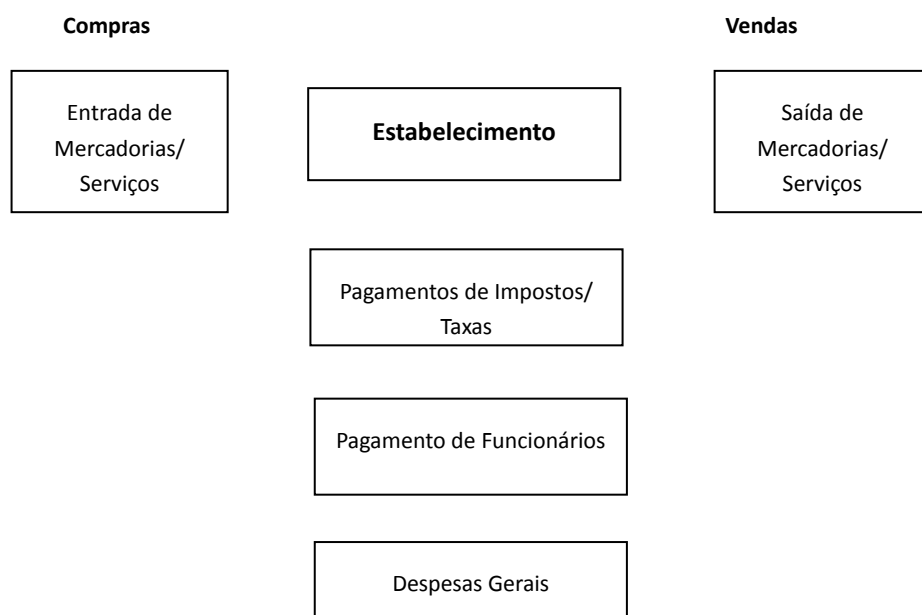 Compras
Vendas
Entrada de
Mercadorias/
Serviços
Estabelecimento
Saída de
Mercadorias/
Serviços
Pagamentos de Impostos/
Taxas
Pagamento de Funcionários
Despesas Gerais